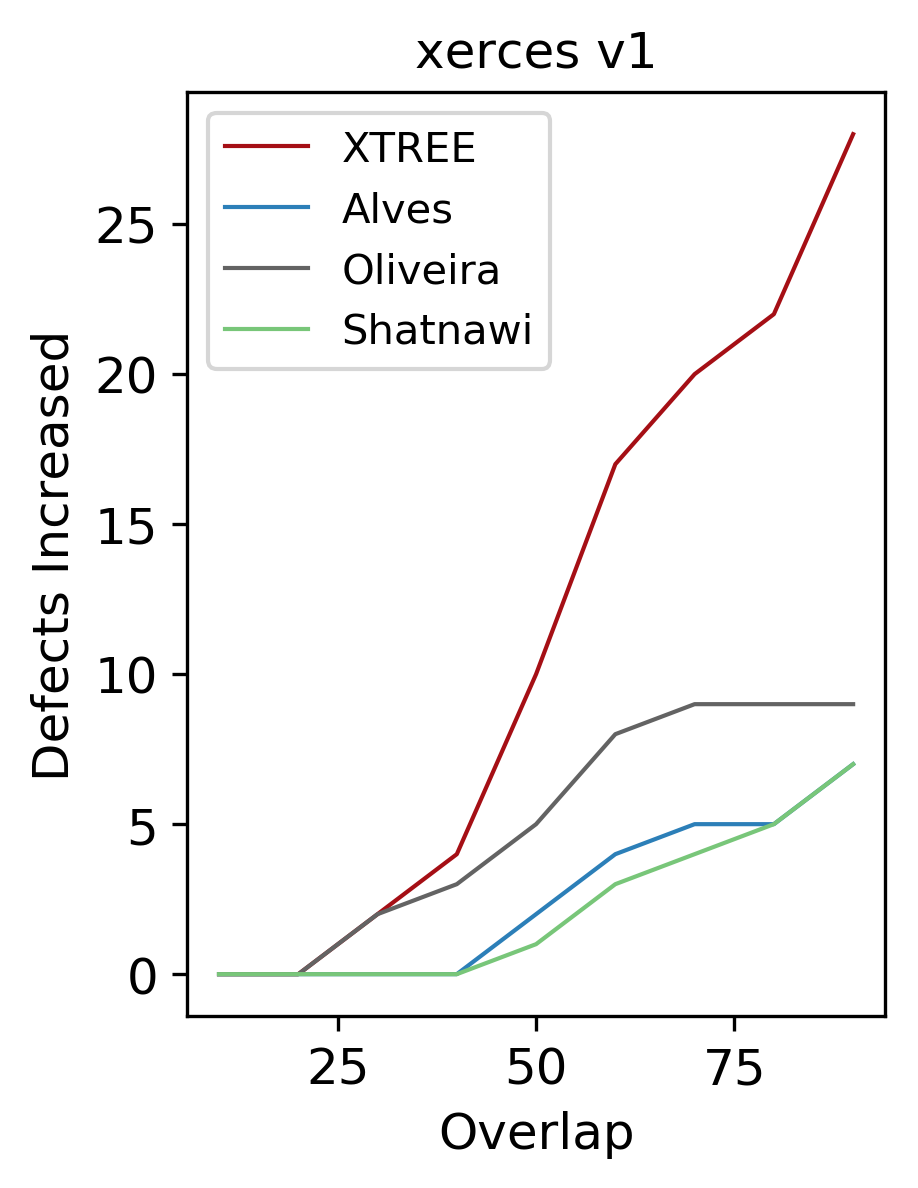 xerces v1
XTREE
Alves
Oliveira
Shatnawi
Defects Increased
25
20
15
10
5
0
25 50 75
Overlap